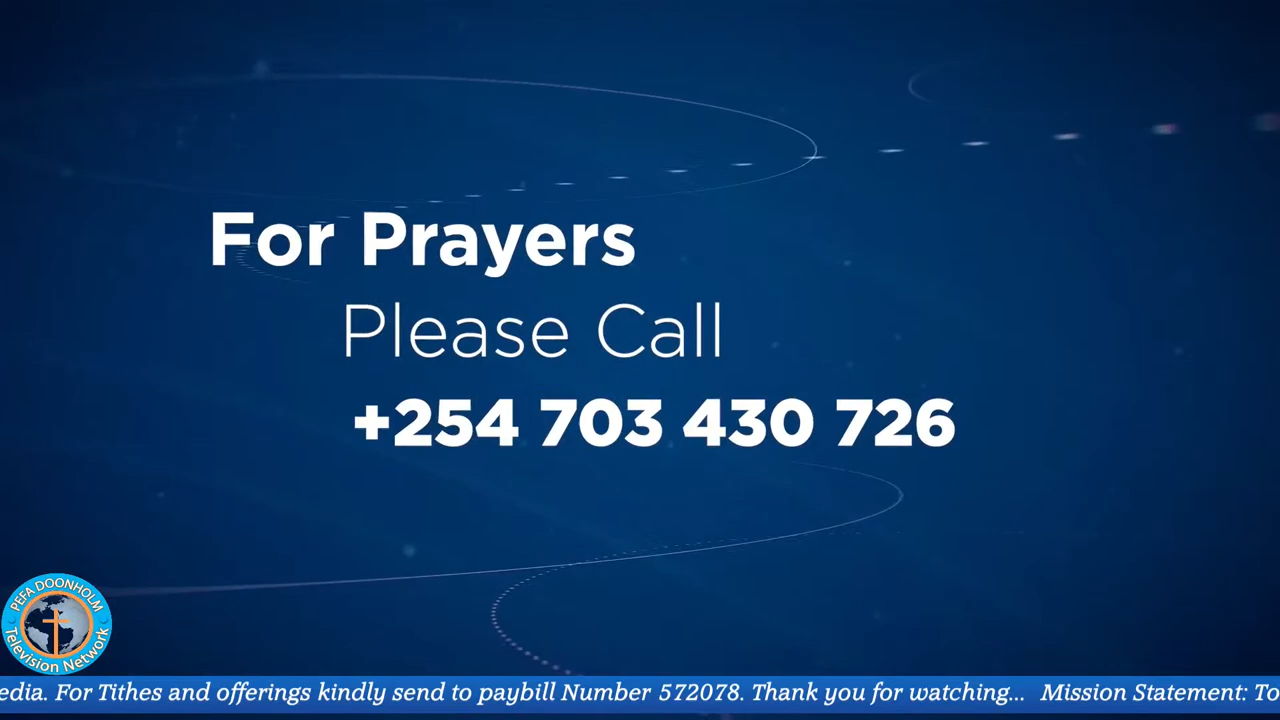 For Prayers
Please Call
+254 703 430 726
PEFA DOONHOLM
Television Network
edia. For Tithes and offerings kindly send to paybill Number 572078. Thank you for watching... Mission Statement: To